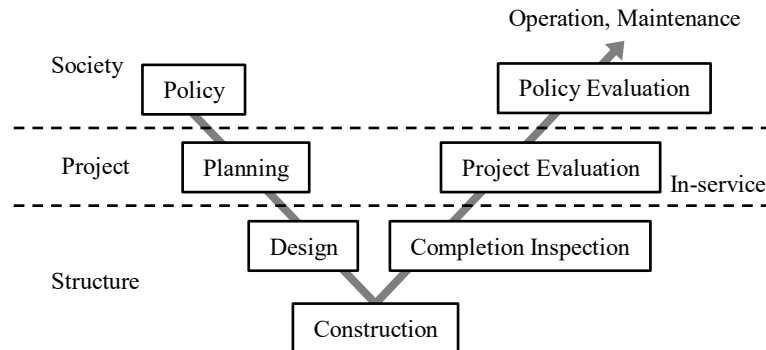 Operation, Maintenance
Society
Policy
Policy Evaluation
Project
Planning
Project Evaluation
In-service
Design
Completion Inspection
Structure
Construction